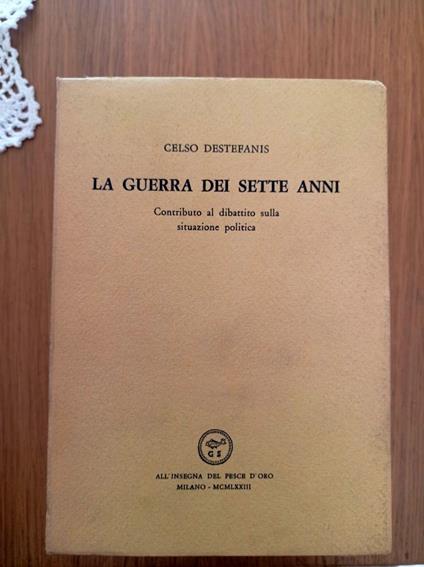 CELSO DESTEFANIS
LA GUERRA DEI SETTE ANNI
Contributo al dibattito sulla
situazione politica
G S
ALL'INSEGNA DEL PESCE D'ORO
MILANO - MCMLXXIII